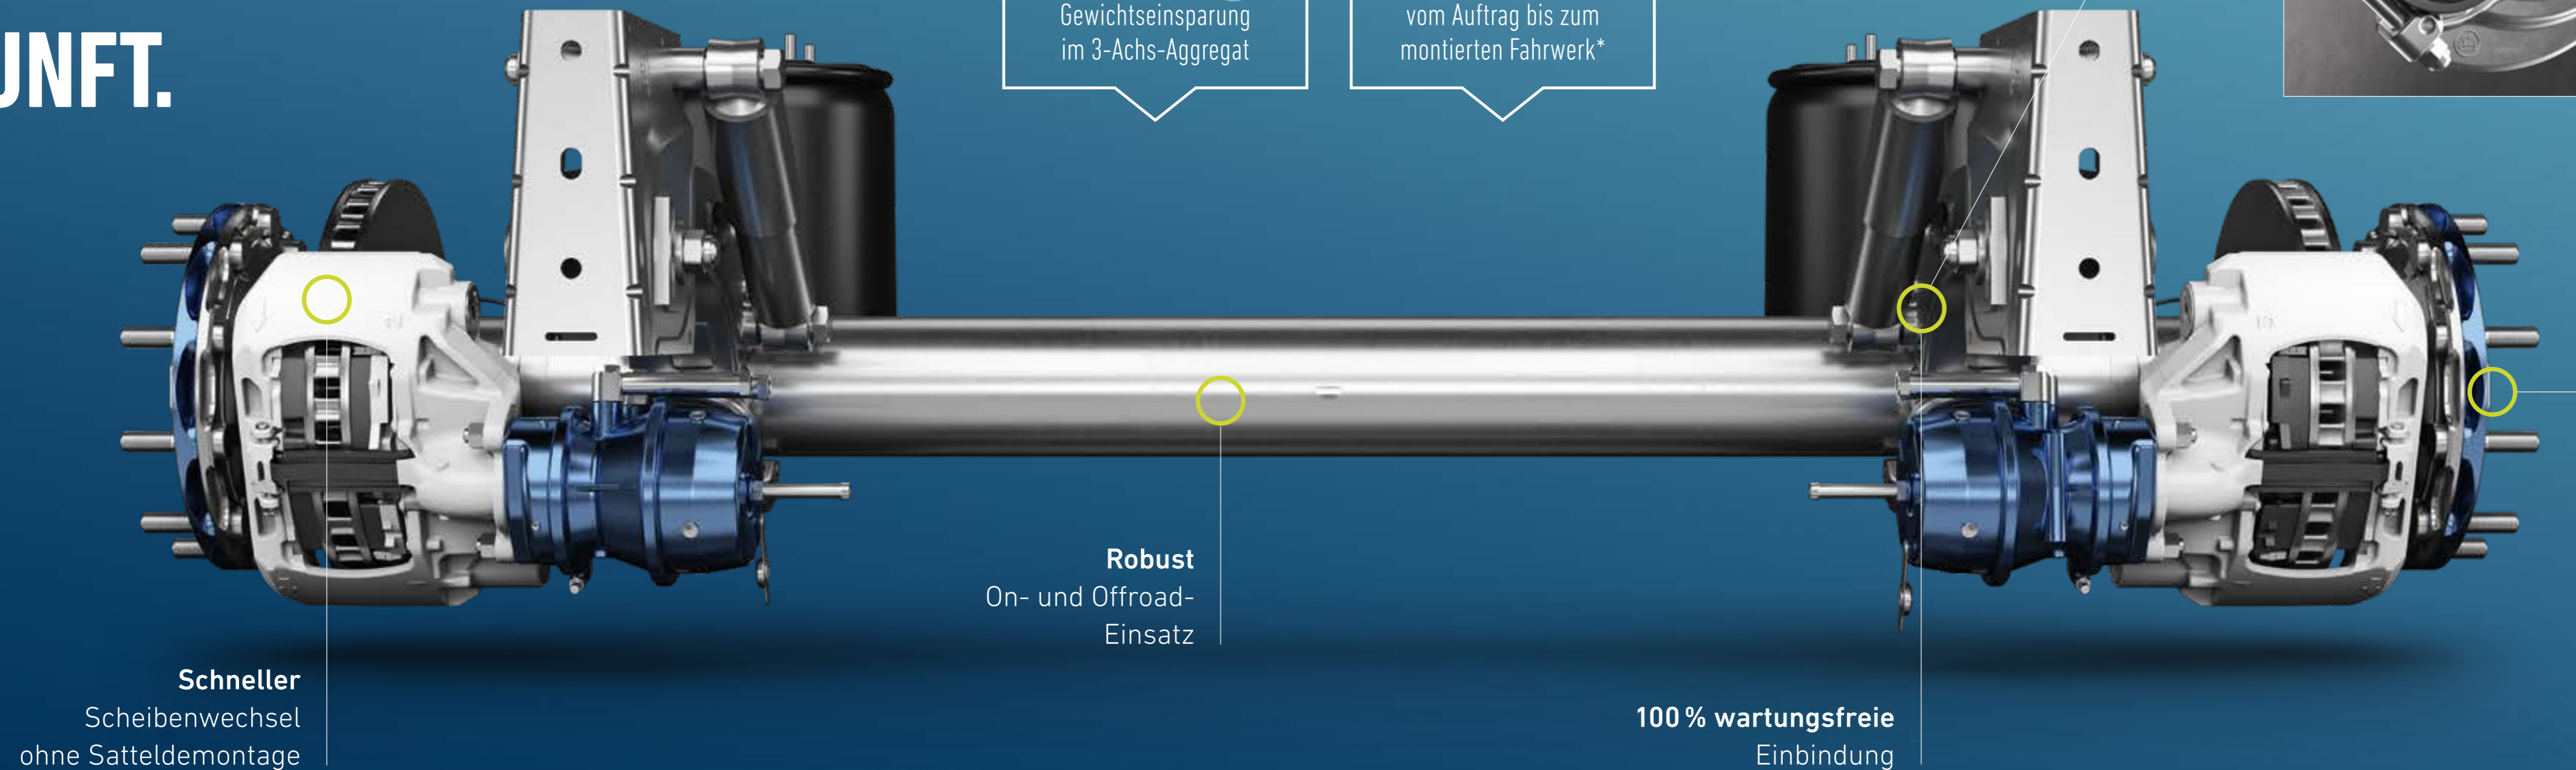 UNFT.
Gewichtseinsparung
im 3-Achs-Aggregat
vom Auftrag bis zum
montierten Fahrwerk*
Robust
On- und Offroad-
Einsatz
Schneller
Scheibenwechsel
ohne Satteldemontage
100 % wartungsfreie
Einbindung